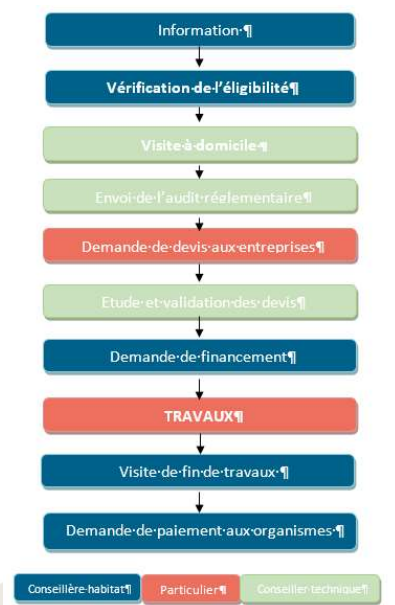 Information·¶
Vérification·de·l'éligibilité¶
Visite·à·domicile·¶
Envoi·de·l'audit·réglementaire¶
Demande·de·devis·aux·entreprises¶
Etude·et·validation·des·devis¶
Demande·de·financement¶
TRAVAUX¶
Visite·de·fin·de·travaux·¶
Demande·de·paiement·aux·organismes·¶
Conseillère·habitat¶ Particulier¶ Conseiller·technique¶